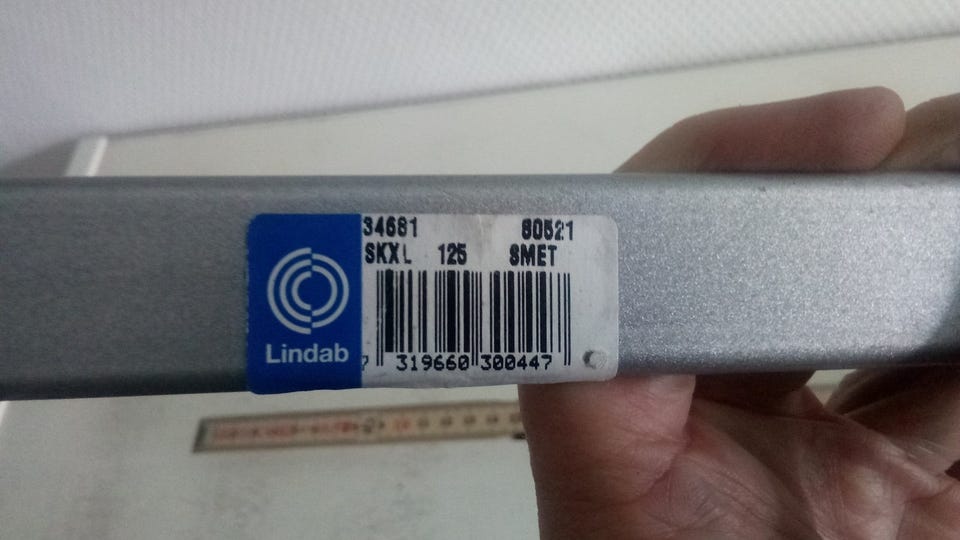 34681 80521
SKXL 125 SMET
7 319660 300447
Lindab